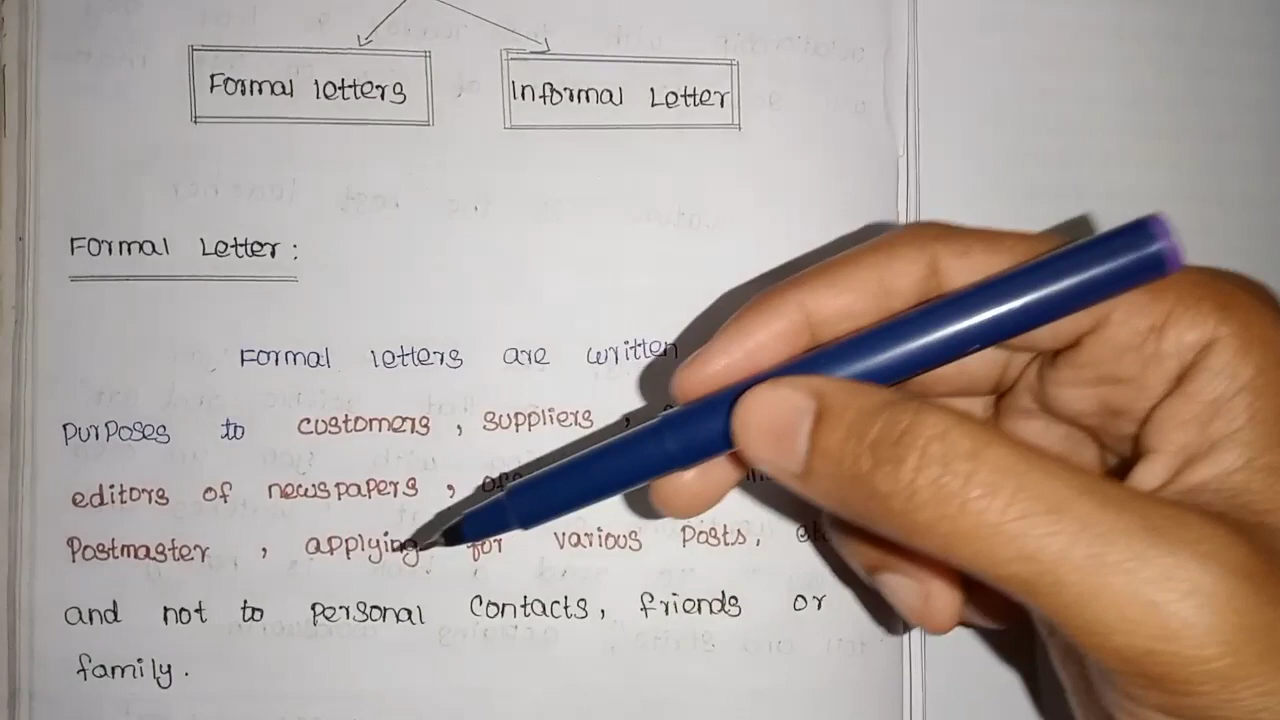 Formal letters
Informal Letter
Formal Letter :
Formal letters are written
purposes to customers , suppliers ,
editors of newspapers ,
Postmaster , applying for various Posts,
and not to personal contacts, friends or
family .